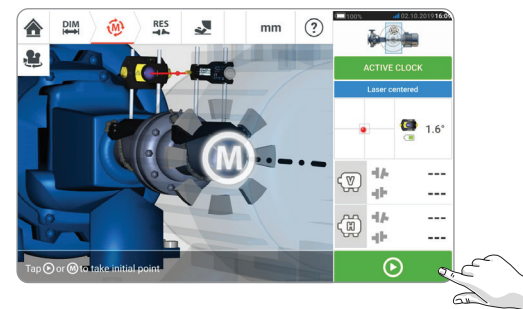 DIM
M
RES
mm
?
100%
02.10.2019 16:09
ACTIVE CLOCK
Laser centered
1.6°
M
V
---
---
H
---
---
Tap or M to take initial point